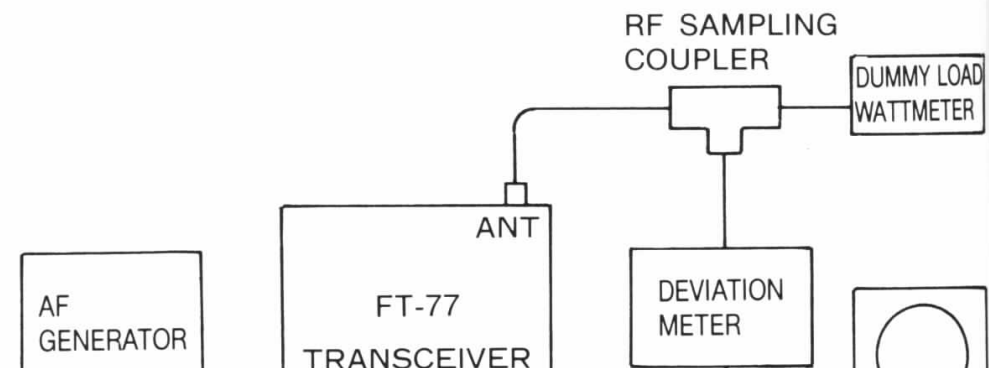 RF SAMPLING
COUPLER
DUMMY LOAD
WATTMETER
ANT
AF
GENERATOR
FT-77
TRANSCEIVER
DEVIATION
METER